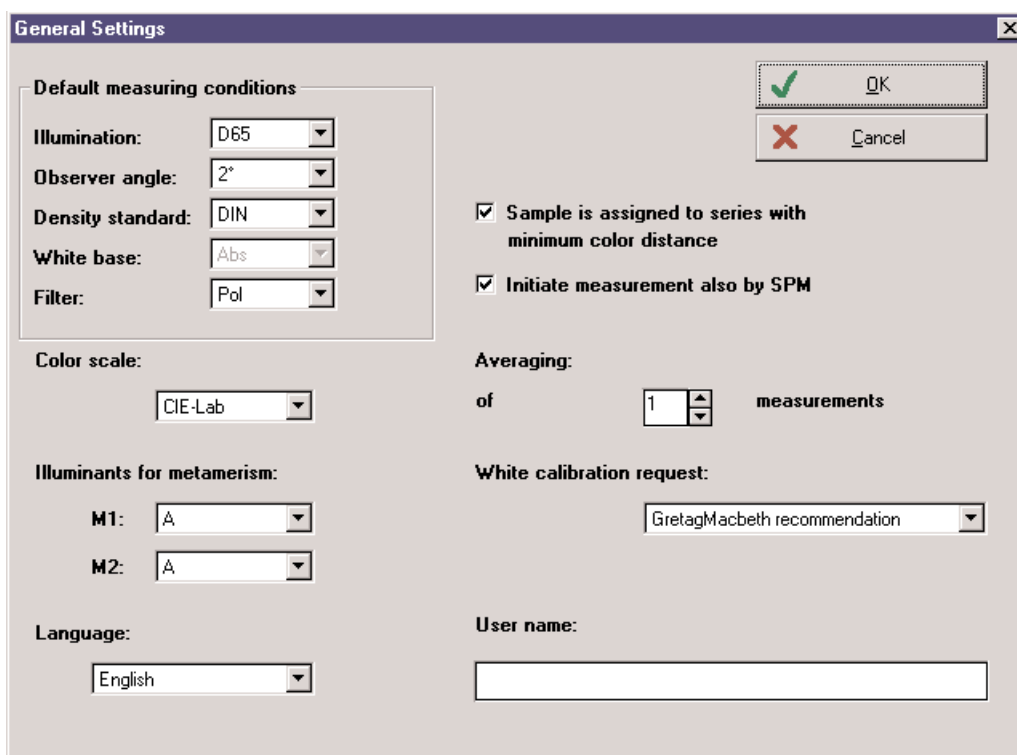 General Settings
Default measuring conditions
Illumination: D65
Observer angle: 2°
Density standard: DIN
White base: Abs
Filter: Pol
OK
Cancel
Sample is assigned to series with
minimum color distance
Initiate measurement also by SPM
Color scale:
CIE-Lab
Averaging:
of 1 measurements
Illuminants for metamerism:
M1: A
M2: A
White calibration request:
GretagMacbeth recommendation
Language:
English
User name: